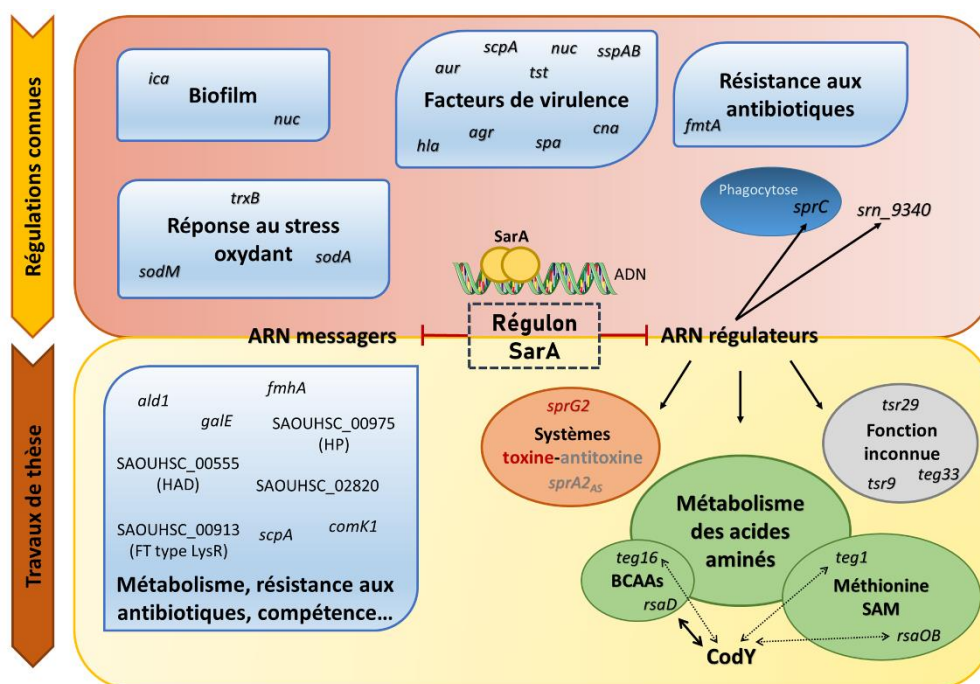 Régulations connues
ica
Biofilm
nuc
scpA nuc sspAB
aur tst
Facteurs de virulence
hla agr spa cna
Résistance aux
antibiotiques
fmtA
trxB
Réponse au stress
oxydant
sodM sodA
Phagocytose
sprC
srn_9340
SarA
ADN
ARN messagers
Régulon
SarA
ARN régulateurs
Travaux de thèse
ald1 fmhA
galE
SAOUHSC_00975
(HP)
SAOUHSC_00555
(HAD)
SAOUHSC_02820
SAOUHSC_00913
(FT type LysR)
scpA comK1
Métabolisme, résistance aux
antibiotiques, compétence...
sprG2
Systèmes
toxine-antitoxine
sprA2AS
tsr29
Fonction
inconnue
tsr9 teg33
Métabolisme
des acides
aminés
teg16
BCAAs
rsaD
teg1
Méthionine
SAM
rsaOB
CodY